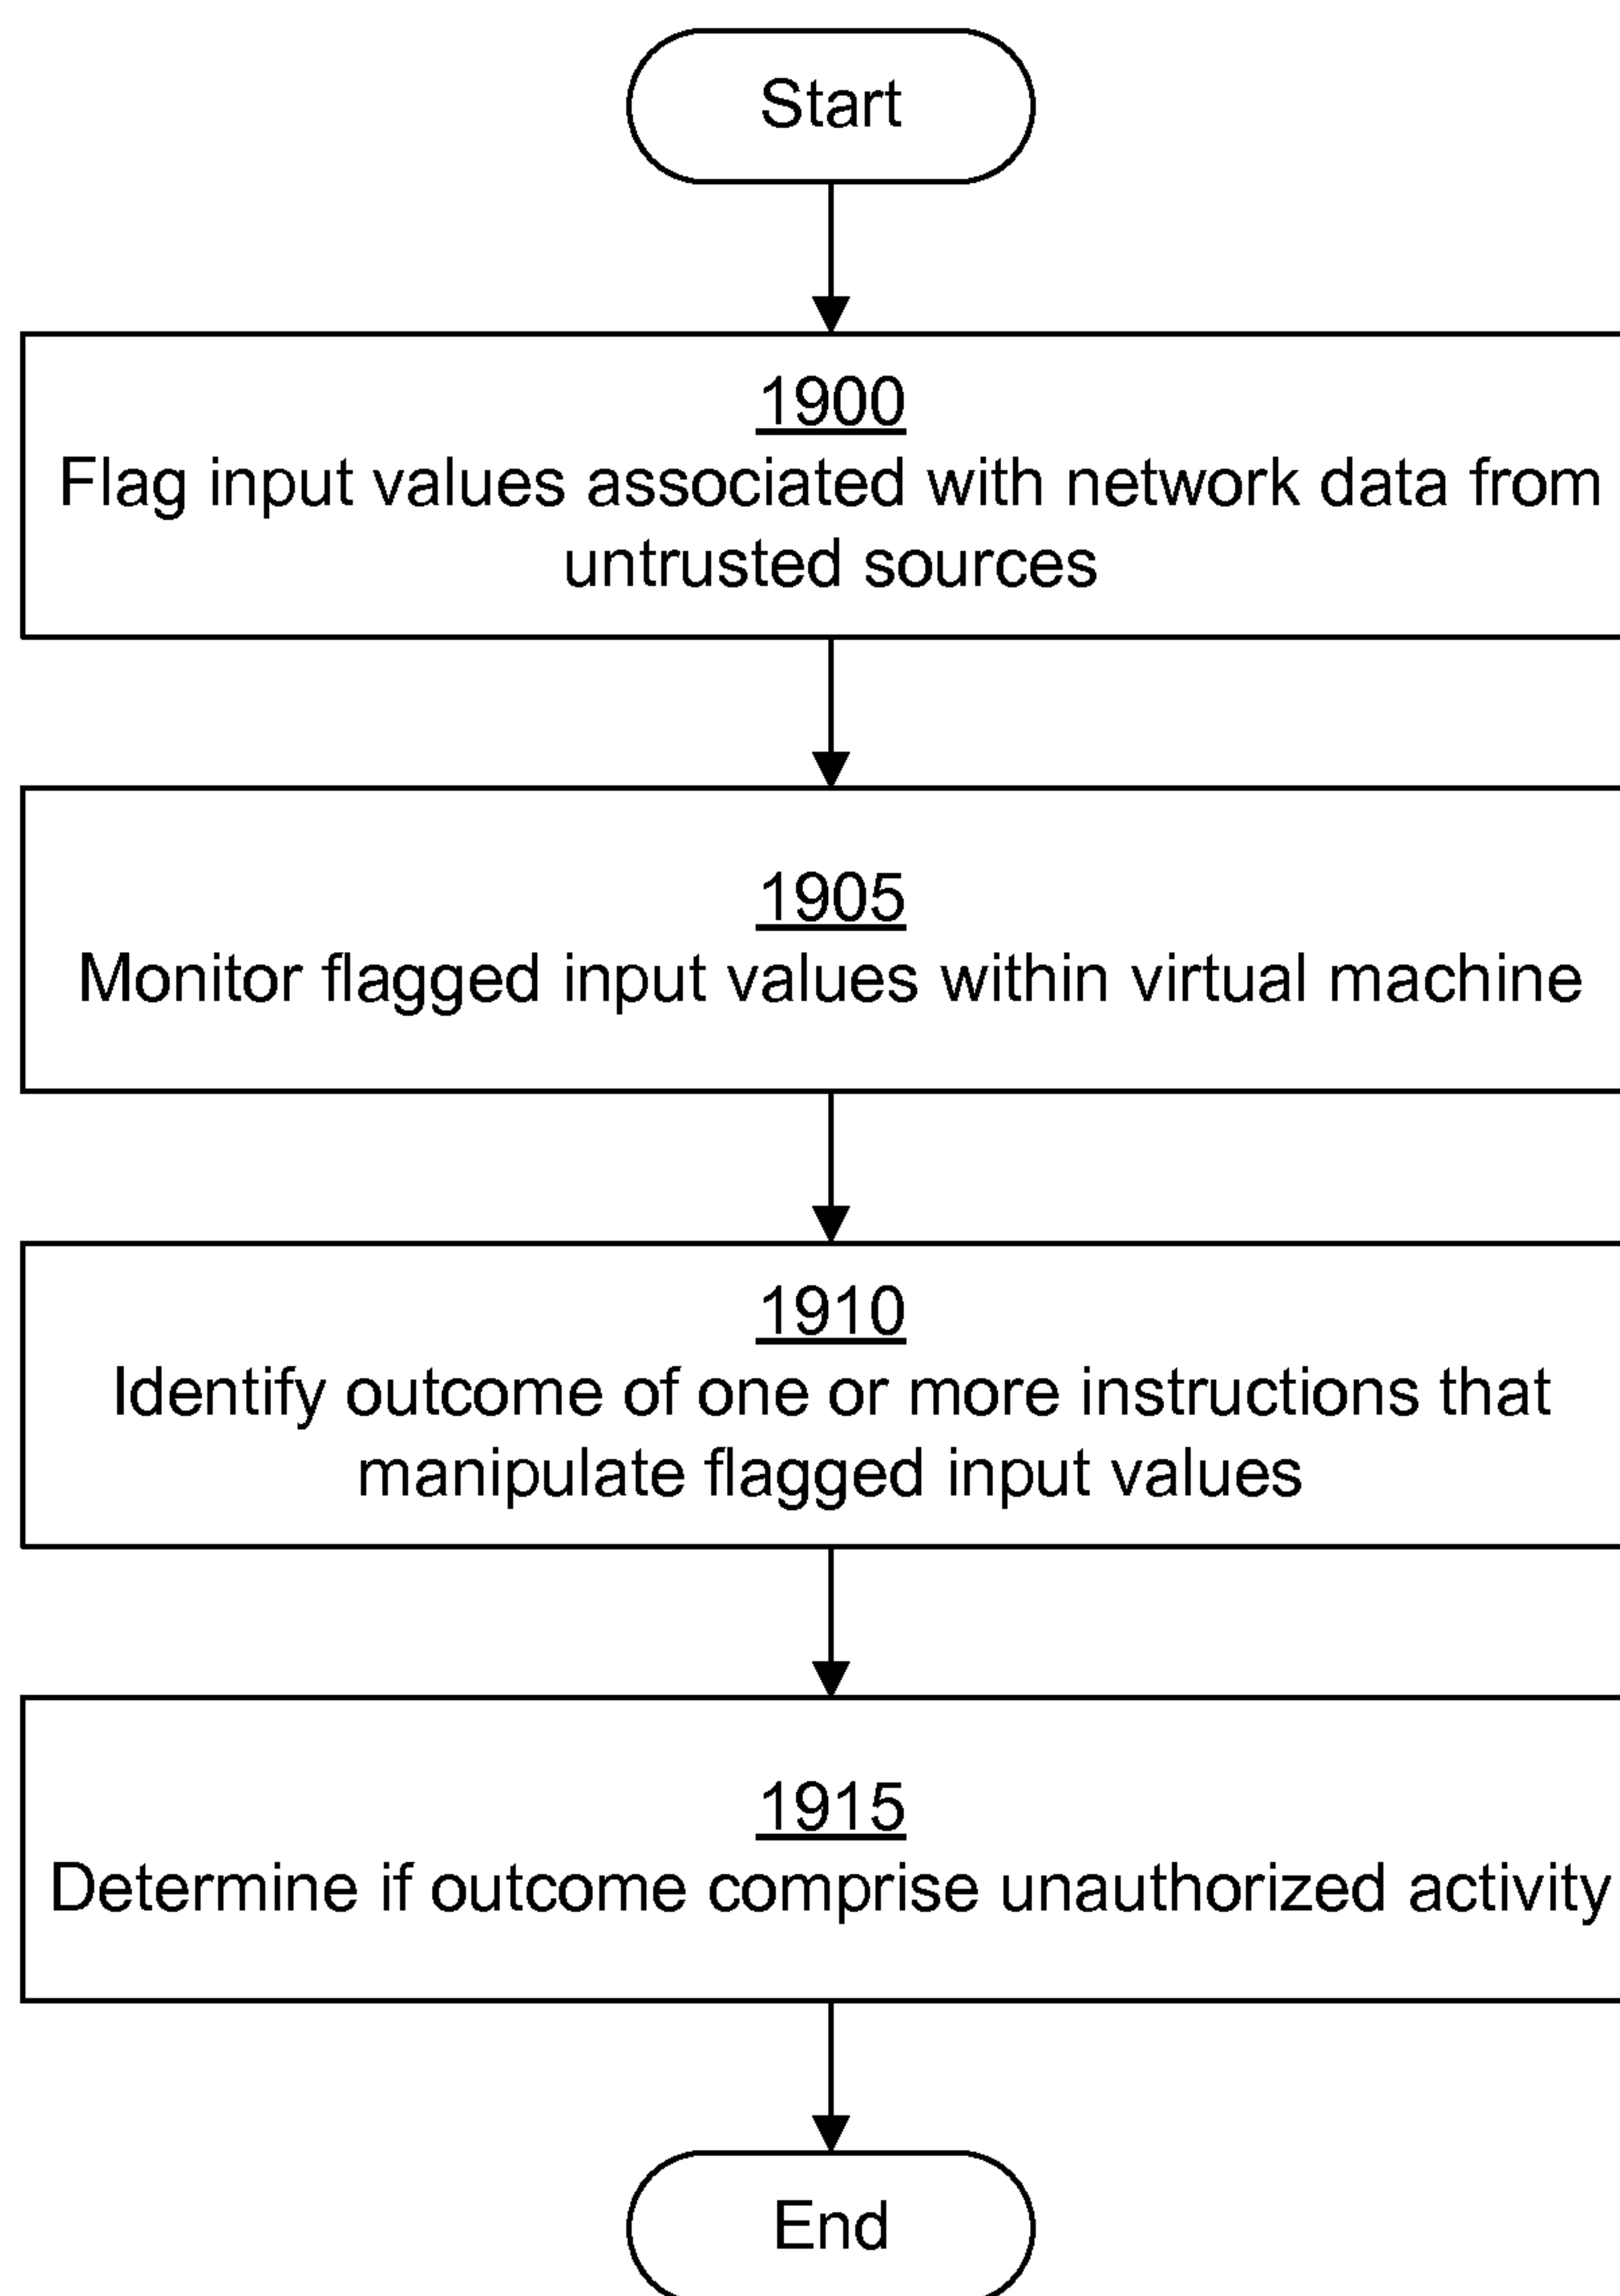 Start
1900
Flag input values associated with network data from
untrusted sources
1905
Monitor flagged input values within virtual machine
1910
Identify outcome of one or more instructions that
manipulate flagged input values
1915
Determine if outcome comprise unauthorized activity
End